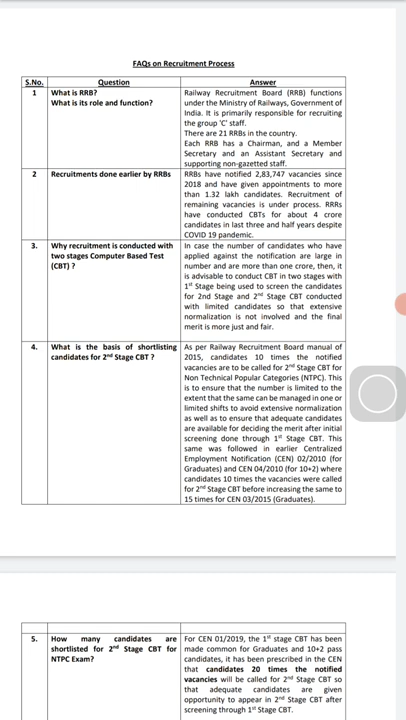 FAQs on Recruitment Process
S.No. Question Answer
1 What is RRB? Railway Recruitment Board (RRB) functions
What is its role and function? under the Ministry of Railways, Government of
India. It is primarily responsible for recruiting
the group 'C' staff.
There are 21 RRBs in the country.
Each RRB has a Chairman, and a Member
Secretary and an Assistant Secretary and
supporting non-gazetted staff.
2 Recruitments done earlier by RRBs RRBs have notified 2,83,747 vacancies since
2018 and have given appointments to more
than 1.32 lakh candidates. Recruitment of
remaining vacancies is under process. RRRs
have conducted CBTs for about 4 crore
candidates in last three and half years despite
COVID 19 pandemic.
3. Why recruitment is conducted with In case the number of candidates who have
two stages Computer Based Test applied against the notification are large in
(CBT) ? number and are more than one crore, then, it
is advisable to conduct CBT in two stages with
1st Stage being used to screen the candidates
for 2nd Stage and 2nd Stage CBT conducted
with limited candidates so that extensive
normalization is not involved and the final
merit is more just and fair.
4. What is the basis of shortlisting As per Railway Recruitment Board manual of
candidates for 2nd Stage CBT ? 2015, candidates 10 times the notified
vacancies are to be called for 2nd Stage CBT for
Non Technical Popular Categories (NTPC). This
is to ensure that the number is limited to the
extent that the same can be managed in one or
limited shifts to avoid extensive normalization
as well as to ensure that adequate candidates
are available for deciding the merit after initial
screening done through 1st Stage CBT. This
same was followed in earlier Centralized
Employment Notification (CEN) 02/2010 (for
Graduates) and CEN 04/2010 (for 10+2) where
candidates 10 times the vacancies were called
for 2nd Stage CBT before increasing the same to
15 times for CEN 03/2015 (Graduates).
5. How many candidates are For CEN 01/2019, the 1st stage CBT has been
shortlisted for 2nd Stage CBT for made common for Graduates and 10+2 pass
NTPC Exam? candidates, it has been prescribed in the CEN
that candidates 20 times the notified
vacancies will be called for 2nd Stage CBT so
that adequate candidates are given
opportunity to appear in 2nd Stage CBT after
screening through 1st Stage CBT.